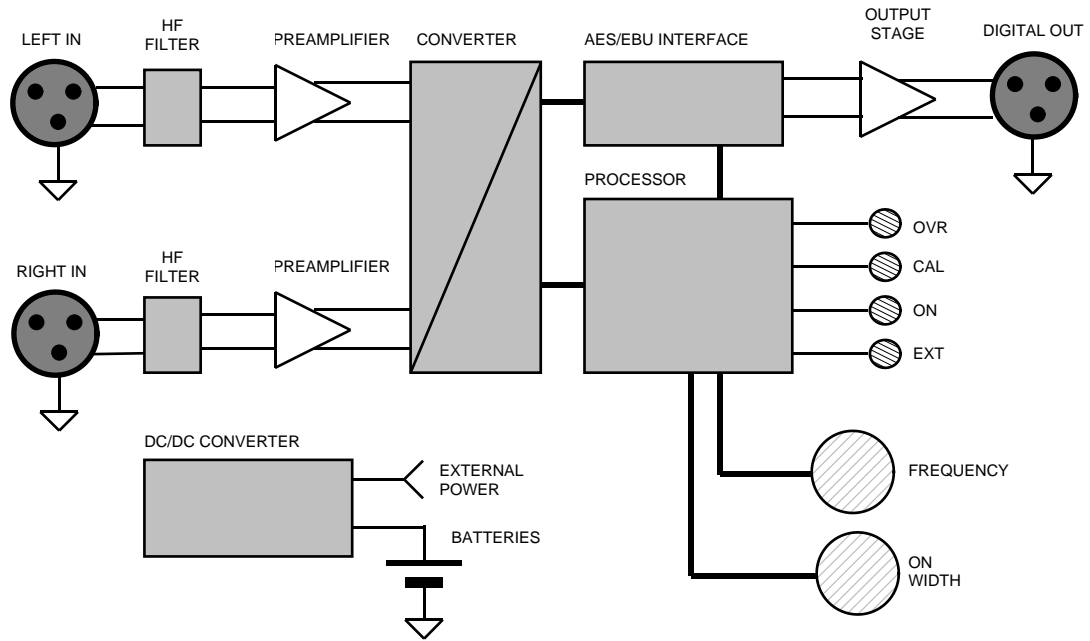 LEFT IN
HF
FILTER
PREAMPLIFIER
CONVERTER
AES/EBU INTERFACE
OUTPUT
STAGE
DIGITAL OUT
PROCESSOR
OVR
CAL
ON
EXT
RIGHT IN
HF
FILTER
PREAMPLIFIER
DC/DC CONVERTER
EXTERNAL
POWER
BATTERIES
FREQUENCY
ON
WIDTH